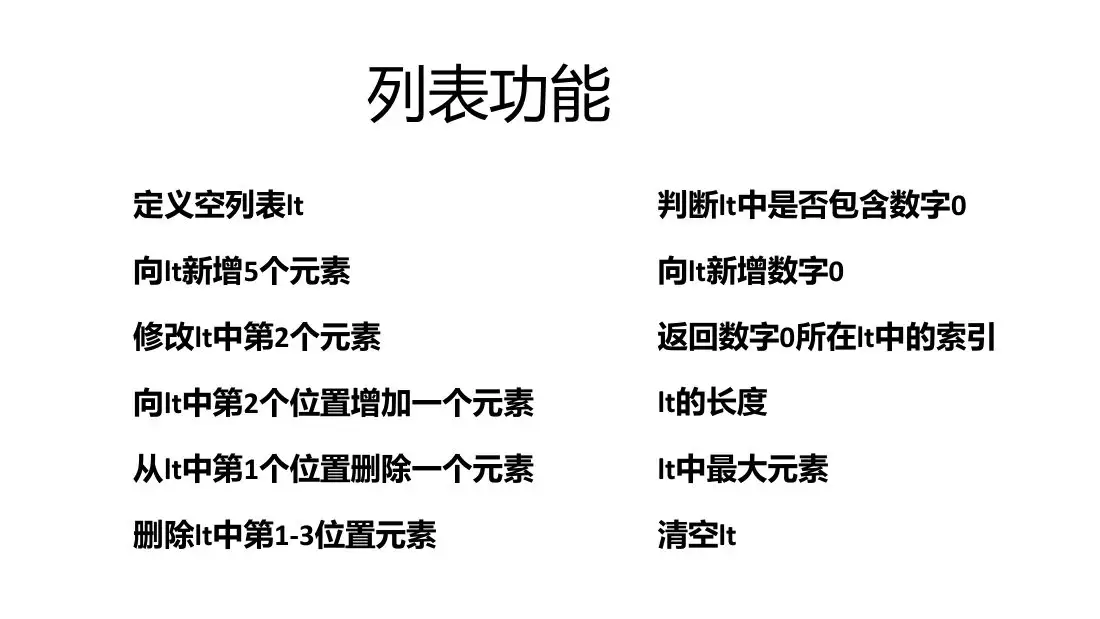 列表功能
定义空列表lt
向lt新增5个元素
修改lt中第2个元素
向lt中第2个位置增加一个元素
从lt中第1个位置删除一个元素
删除lt中第1-3位置元素
判断lt中是否包含数字0
向lt新增数字0
返回数字0所在lt中的索引
lt的长度
lt中最大元素
清空lt